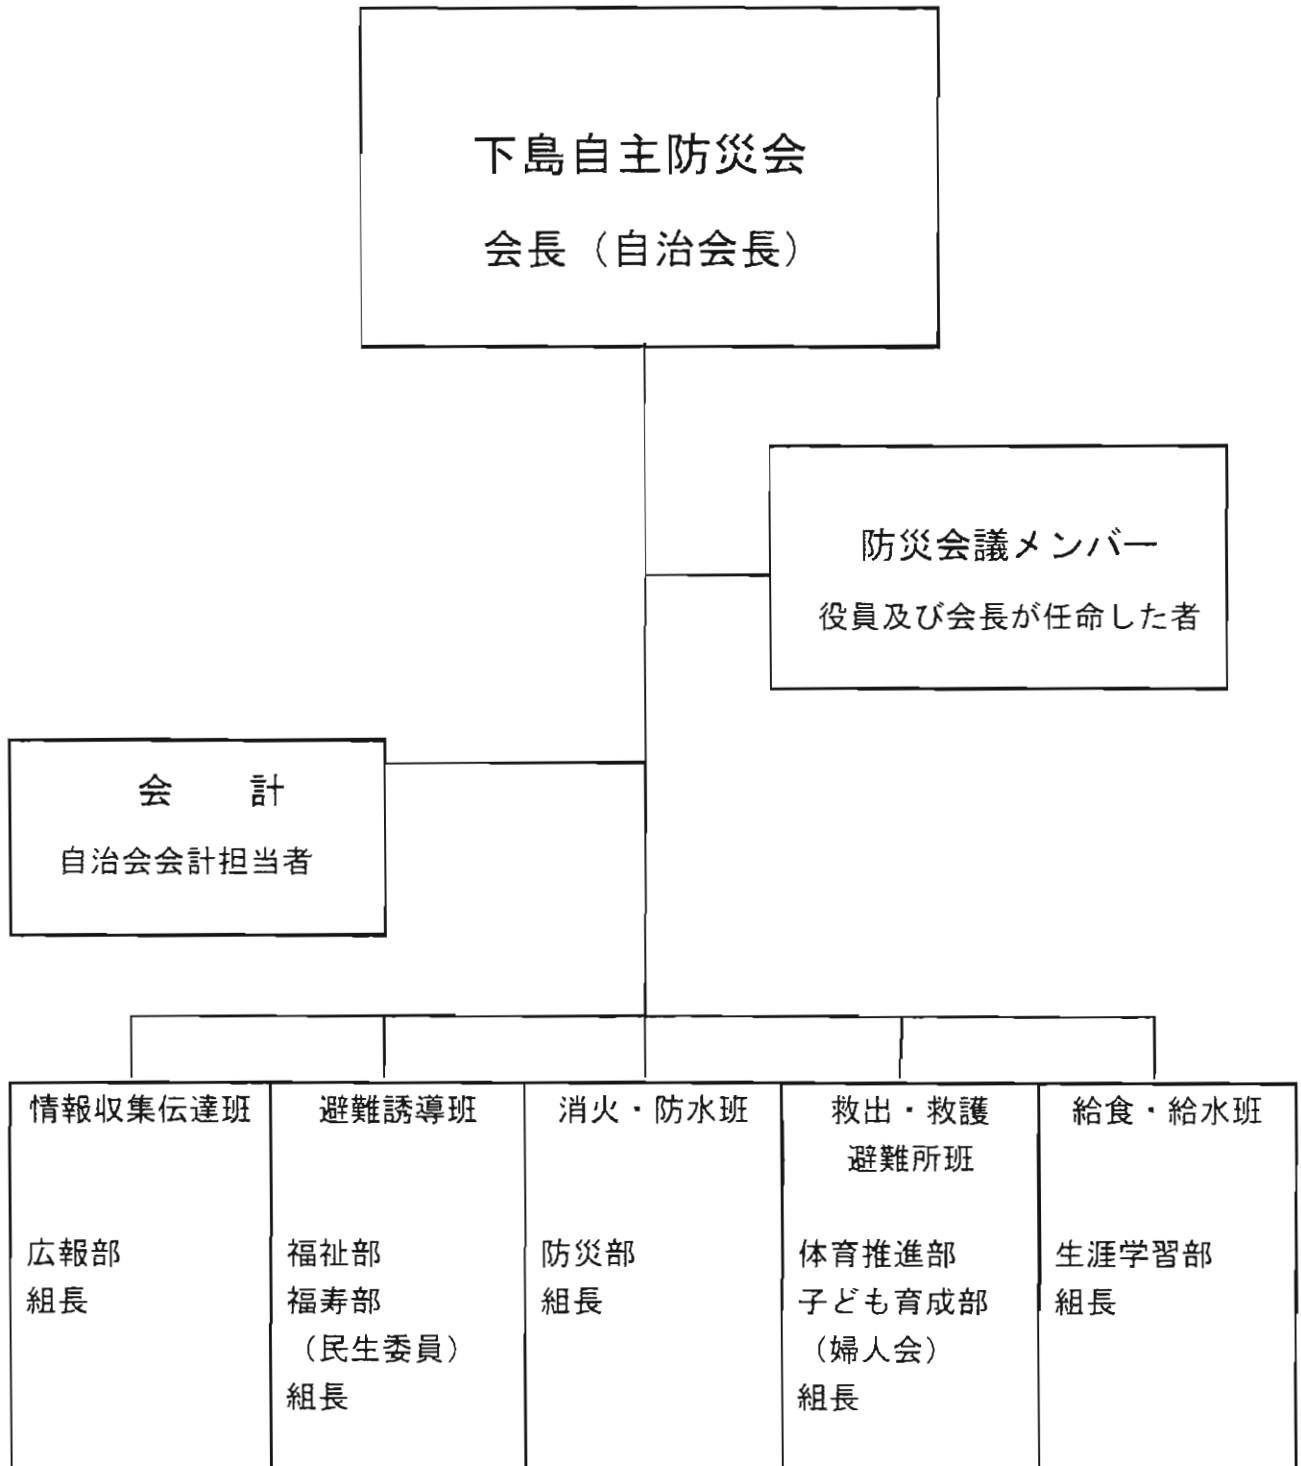 下島自主防災会
会長（自治会長）
防災会議メンバー
役員及び会長が任命した者
会　　計
自治会会計担当者
情報収集伝達班
広報部
組長
避難誘導班
福祉部
福寿部
（民生委員）
組長
消火・防水班
防災部
組長
救出・救護
避難所班
体育推進部
子ども育成部
（婦人会）
組長
給食・給水班
生涯学習部
組長